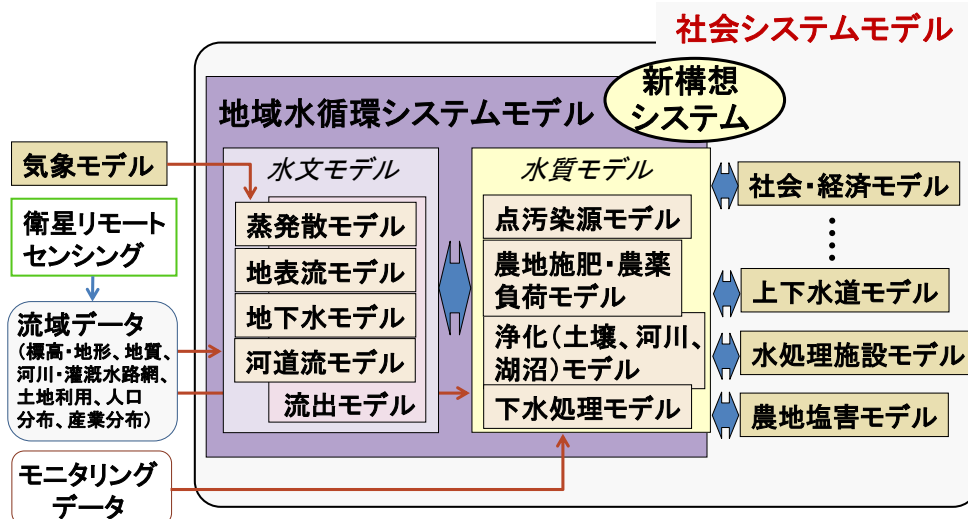 社会システムモデル
新構想
システム
地域水循環システムモデル
気象モデル
衛星リモート
センシング
流域データ
(標高・地形、地質、
河川・灌漑水路網、
土地利用、人口
分布、産業分布)
モニタリング
データ
水文モデル
蒸発散モデル
地表流モデル
地下水モデル
河道流モデル
流出モデル
水質モデル
点汚染源モデル
農地施肥・農薬
負荷モデル
浄化(土壌、河川、
湖沼)モデル
下水処理モデル
社会・経済モデル
上下水道モデル
水処理施設モデル
農地塩害モデル